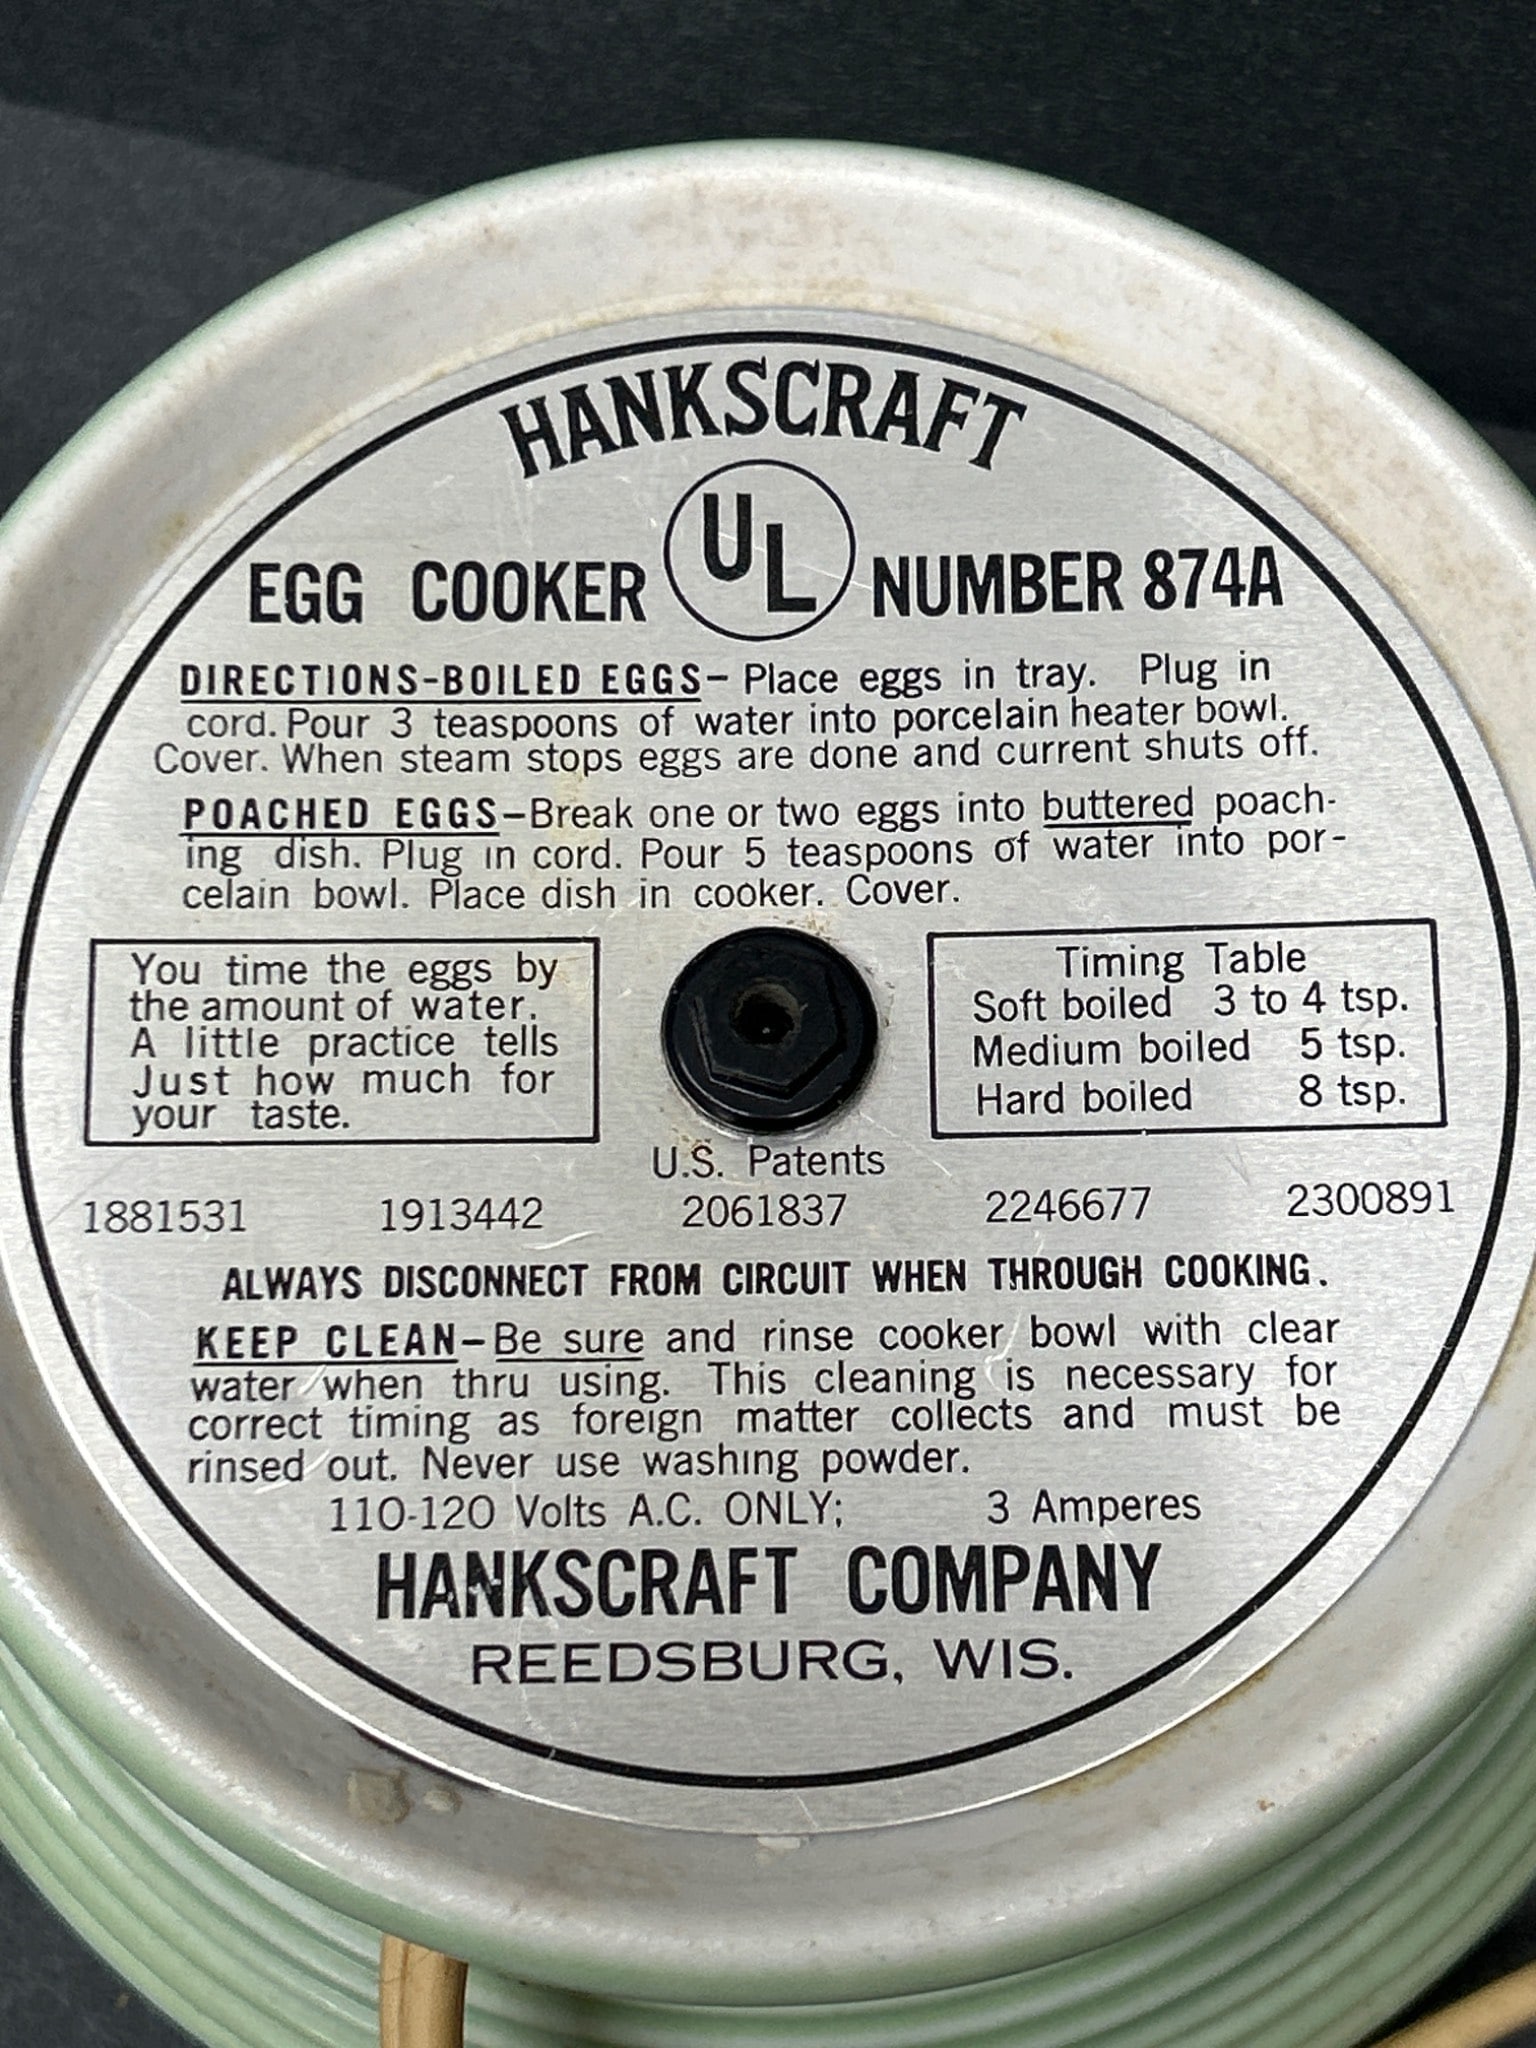 HANKSCRAFT
UL
EGG COOKER NUMBER 874A
DIRECTIONS-BOILED EGGS- Place eggs in tray. Plug in
cord. Pour 3 teaspoons of water into porcelain heater bowl.
Cover. When steam stops eggs are done and current shuts off.
POACHED EGGS-Break one or two eggs into buttered poach-
ing dish. Plug in cord. Pour 5 teaspoons of water into por-
celain bowl. Place dish in cooker. Cover.
You time the eggs by
the amount of water.
A little practice tells
Just how much for
your taste.
Timing Table
Soft boiled 3 to 4 tsp.
Medium boiled 5 tsp.
Hard boiled 8 tsp.
U.S. Patents
1881531 1913442 2061837 2246677 2300891
ALWAYS DISCONNECT FROM CIRCUIT WHEN THROUGH COOKING.
KEEP CLEAN-Be sure and rinse cooker bowl with clear
water when thru using. This cleaning is necessary for
correct timing as foreign matter collects and must be
rinsed out. Never use washing powder.
110-120 Volts A.C. ONLY; 3 Amperes
HANKSCRAFT COMPANY
REEDSBURG, WIS.